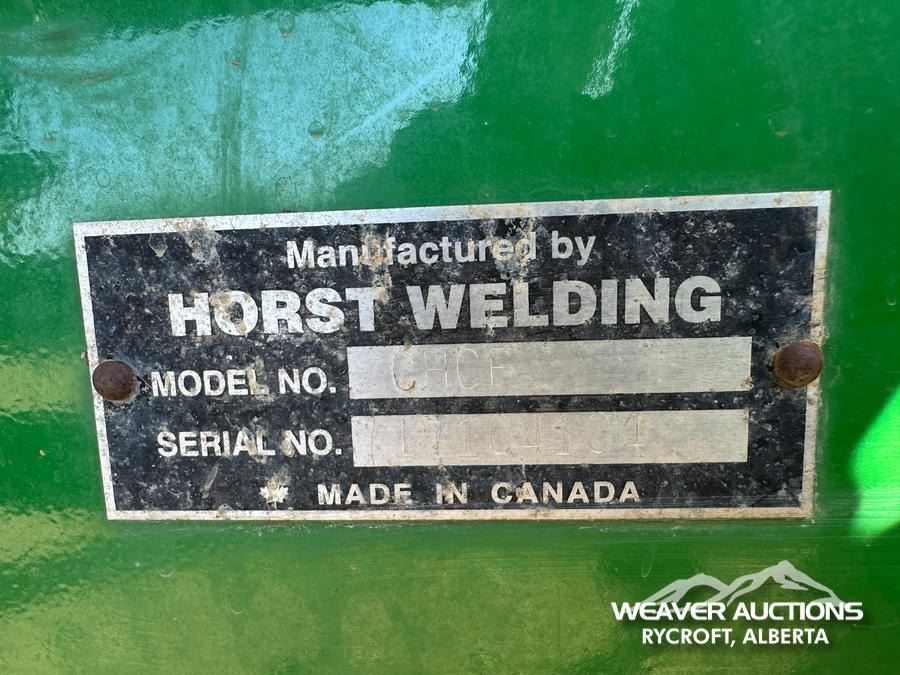 Manufactured by
HORST WELDING
MODEL NO. CHCF
SERIAL NO.
MADE IN CANADA
WEAVER AUCTIONS
RYCROFT, ALBERTA